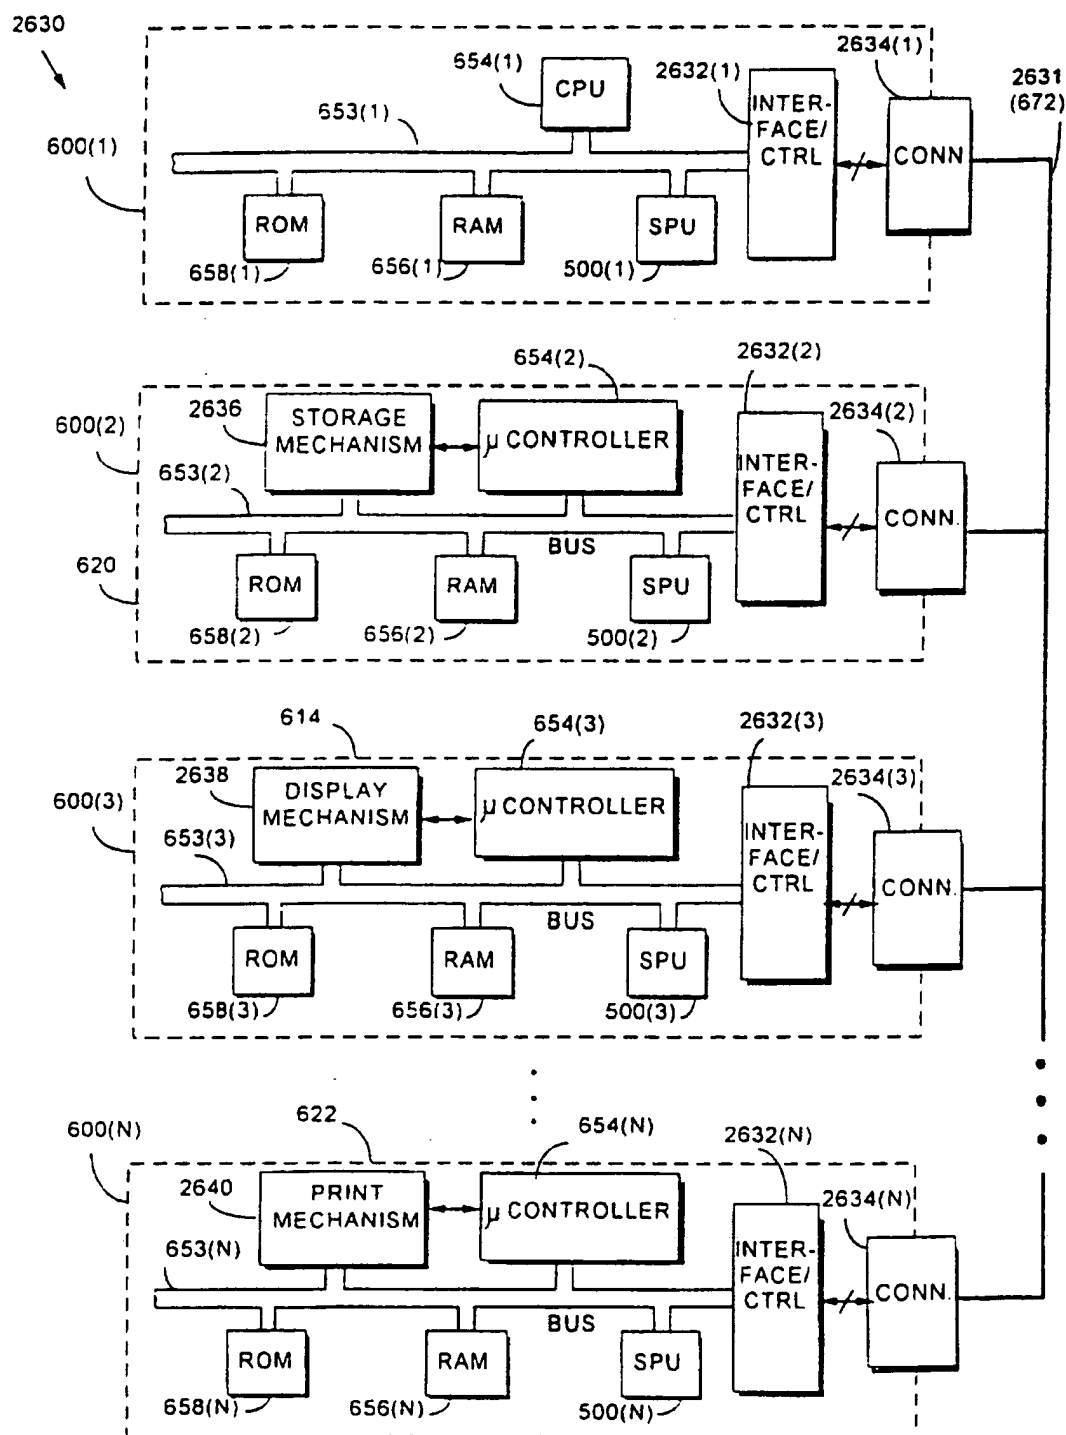 2630
600(1)
653(1)
654(1)
CPU
2632(1)
INTER-
FACE/
CTRL
2634(1)
CONN
2631
(672)
ROM
658(1)
RAM
656(1)
SPU
500(1)
600(2)
620
2636
STORAGE
MECHANISM
653(2)
654(2)
μ CONTROLLER
2632(2)
INTER-
FACE/
CTRL
2634(2)
CONN.
BUS
ROM
658(2)
RAM
656(2)
SPU
500(2)
600(3)
614
2638
DISPLAY
MECHANISM
653(3)
654(3)
μ CONTROLLER
2632(3)
INTER-
FACE/
CTRL
2634(3)
CONN.
BUS
ROM
658(3)
RAM
656(3)
SPU
500(3)
600(N)
622
2640
PRINT
MECHANISM
653(N)
654(N)
μ CONTROLLER
2632(N)
INTER-
FACE/
CTRL
2634(N)
CONN.
BUS
ROM
658(N)
RAM
656(N)
SPU
500(N)